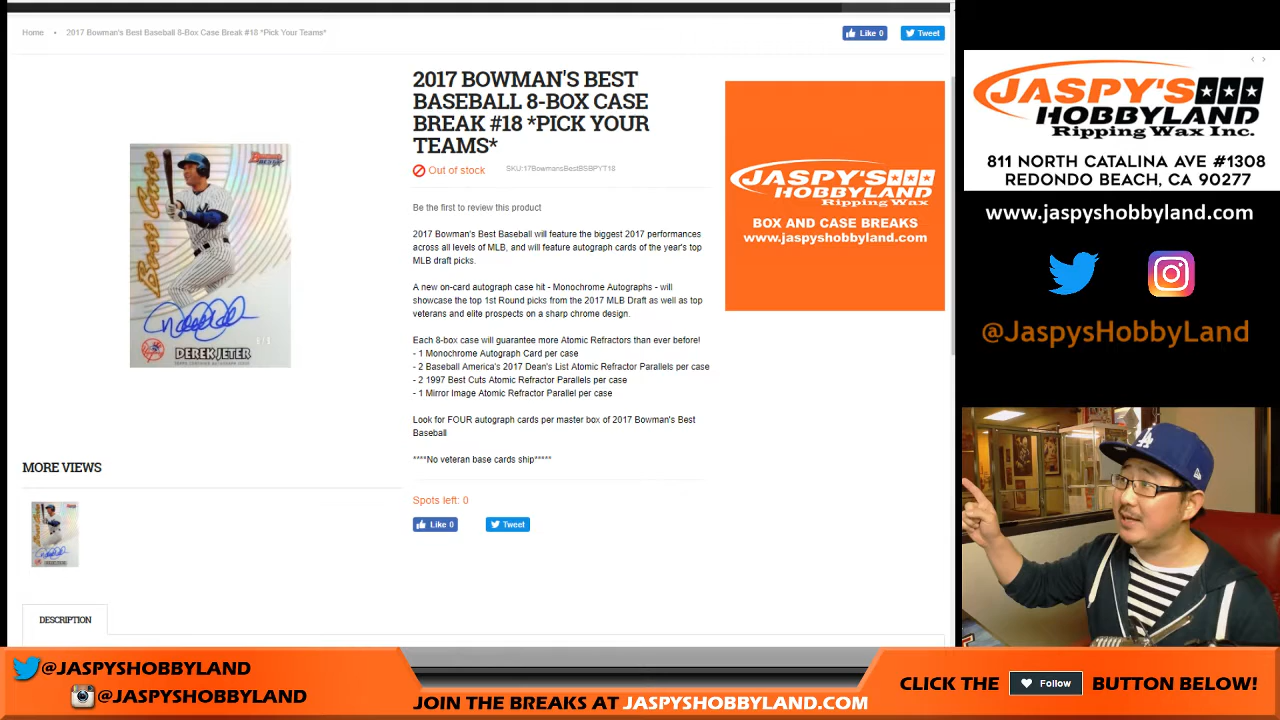 Home • 2017 Bowman's Best Baseball 8-Box Case Break #18 *Pick Your Teams*
Like 0
Tweet
2017 BOWMAN'S BEST
BASEBALL 8-BOX CASE
BREAK #18 *PICK YOUR
TEAMS*
Out of stock
SKU:17BowmansBestBSBPYT18
Be the first to review this product
2017 Bowman's Best Baseball will feature the biggest 2017 performances
across all levels of MLB, and will feature autograph cards of the year's top
MLB draft picks.
A new on-card autograph case hit - Monochrome Autographs - will
showcase the top 1st Round picks from the 2017 MLB Draft as well as top
veterans and elite prospects on a sharp chrome design.
Each 8-box case will guarantee more Atomic Refractors than ever before!
- 1 Monochrome Autograph Card per case
- 2 Baseball America's 2017 Dean's List Atomic Refractor Parallels per case
- 2 1997 Best Cuts Atomic Refractor Parallels per case
- 1 Mirror Image Atomic Refractor Parallel per case
Look for FOUR autograph cards per master box of 2017 Bowman's Best
Baseball
****No veteran base cards ship*****
Spots left: 0
Like 0
Tweet
Best Cuts
DEREK JETER
MORE VIEWS
DESCRIPTION
JASPY'S
HOBBYLAND
Ripping Wax
BOX AND CASE BREAKS
www.jaspyshobbyland.com
JASPY'S
HOBBYLAND
Ripping Wax Inc.
811 NORTH CATALINA AVE #1308
REDONDO BEACH, CA 90277
www.jaspyshobbyland.com
@JaspysHobbyLand
LA
@JASPYSHOBBYLAND
@JASPYSHOBBYLAND
JOIN THE BREAKS AT JASPYSHOBBYLAND.COM
CLICK THE Follow BUTTON BELOW!